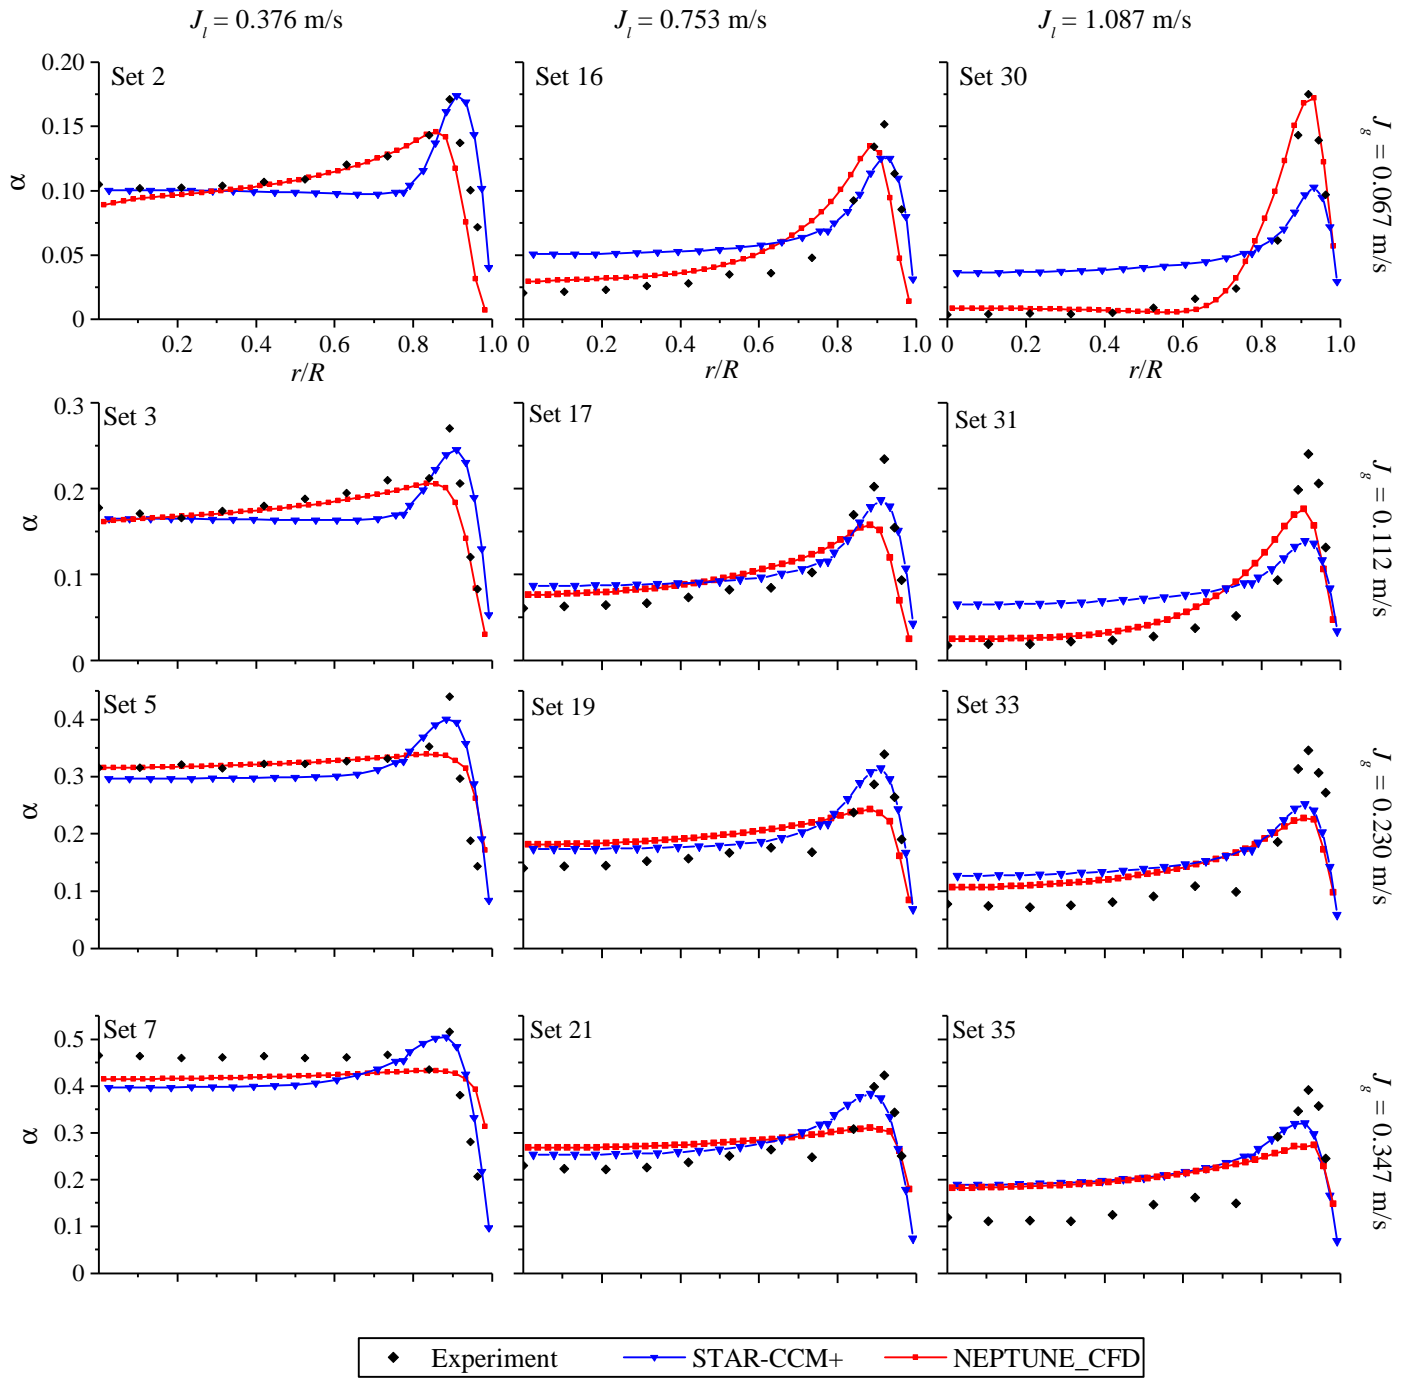 J_l = 0.376 m/s J_l = 0.753 m/s J_l = 1.087 m/s
Set 2 Set 16 Set 30
0.20
0.15
0.10
0.05
0
α
J_g = 0.067 m/s
0.2 0.4 0.6 0.8 1.0 0 0.2 0.4 0.6 0.8 1.0 0 0.2 0.4 0.6 0.8 1.0
r/R r/R r/R
Set 3 Set 17 Set 31
0.3
0.2
0.1
0
α
J_g = 0.112 m/s
Set 5 Set 19 Set 33
0.4
0.3
0.2
0.1
0
α
J_g = 0.230 m/s
Set 7 Set 21 Set 35
0.5
0.4
0.3
0.2
0.1
0
α
J_g = 0.347 m/s
Experiment STAR-CCM+ NEPTUNE_CFD